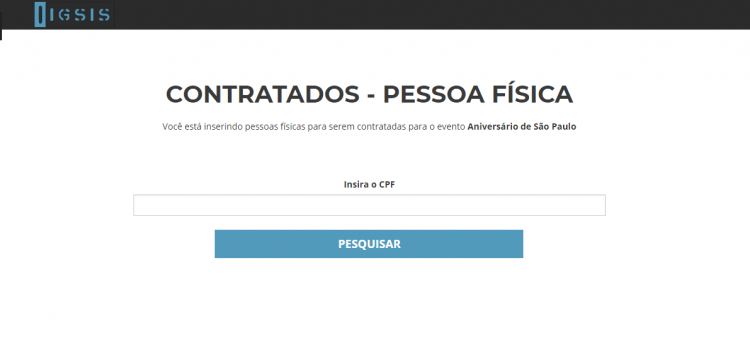 IGSIS
CONTRATADOS - PESSOA FÍSICA
Você está inserindo pessoas físicas para serem contratadas para o evento Aniversário de São Paulo
Insira o CPF
PESQUISAR